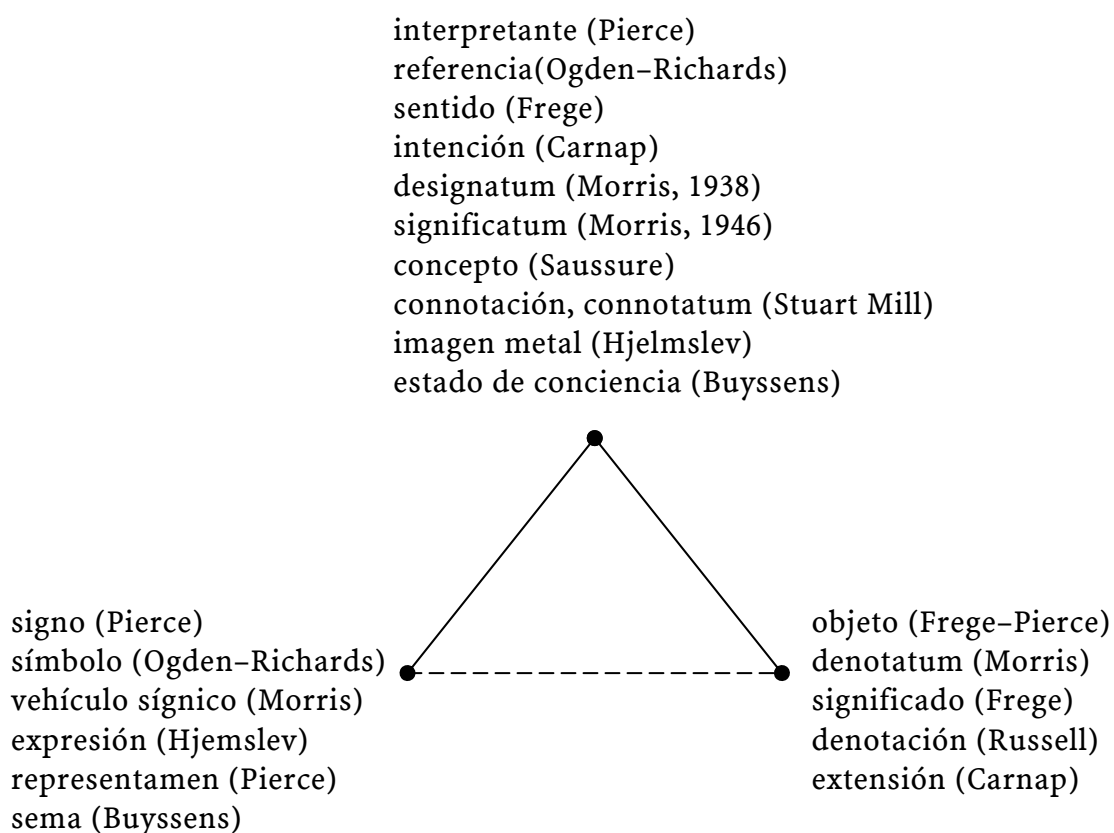 interpretante (Pierce)
referencia(Ogden–Richards)
sentido (Frege)
intención (Carnap)
designatum (Morris, 1938)
significatum (Morris, 1946)
concepto (Saussure)
connotación, connotatum (Stuart Mill)
imagen metal (Hjelmslev)
estado de conciencia (Buyssens)
signo (Pierce)
símbolo (Ogden–Richards)
vehículo sígnico (Morris)
expresión (Hjemslev)
representamen (Pierce)
sema (Buyssens)
objeto (Frege–Pierce)
denotatum (Morris)
significado (Frege)
denotación (Russell)
extensión (Carnap)